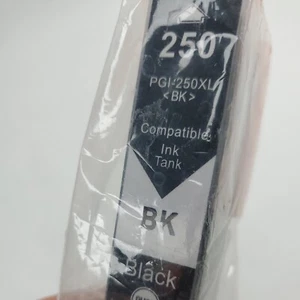 250
PGI-250XL
<BK>
Compatible
Ink
Tank
BK
Black